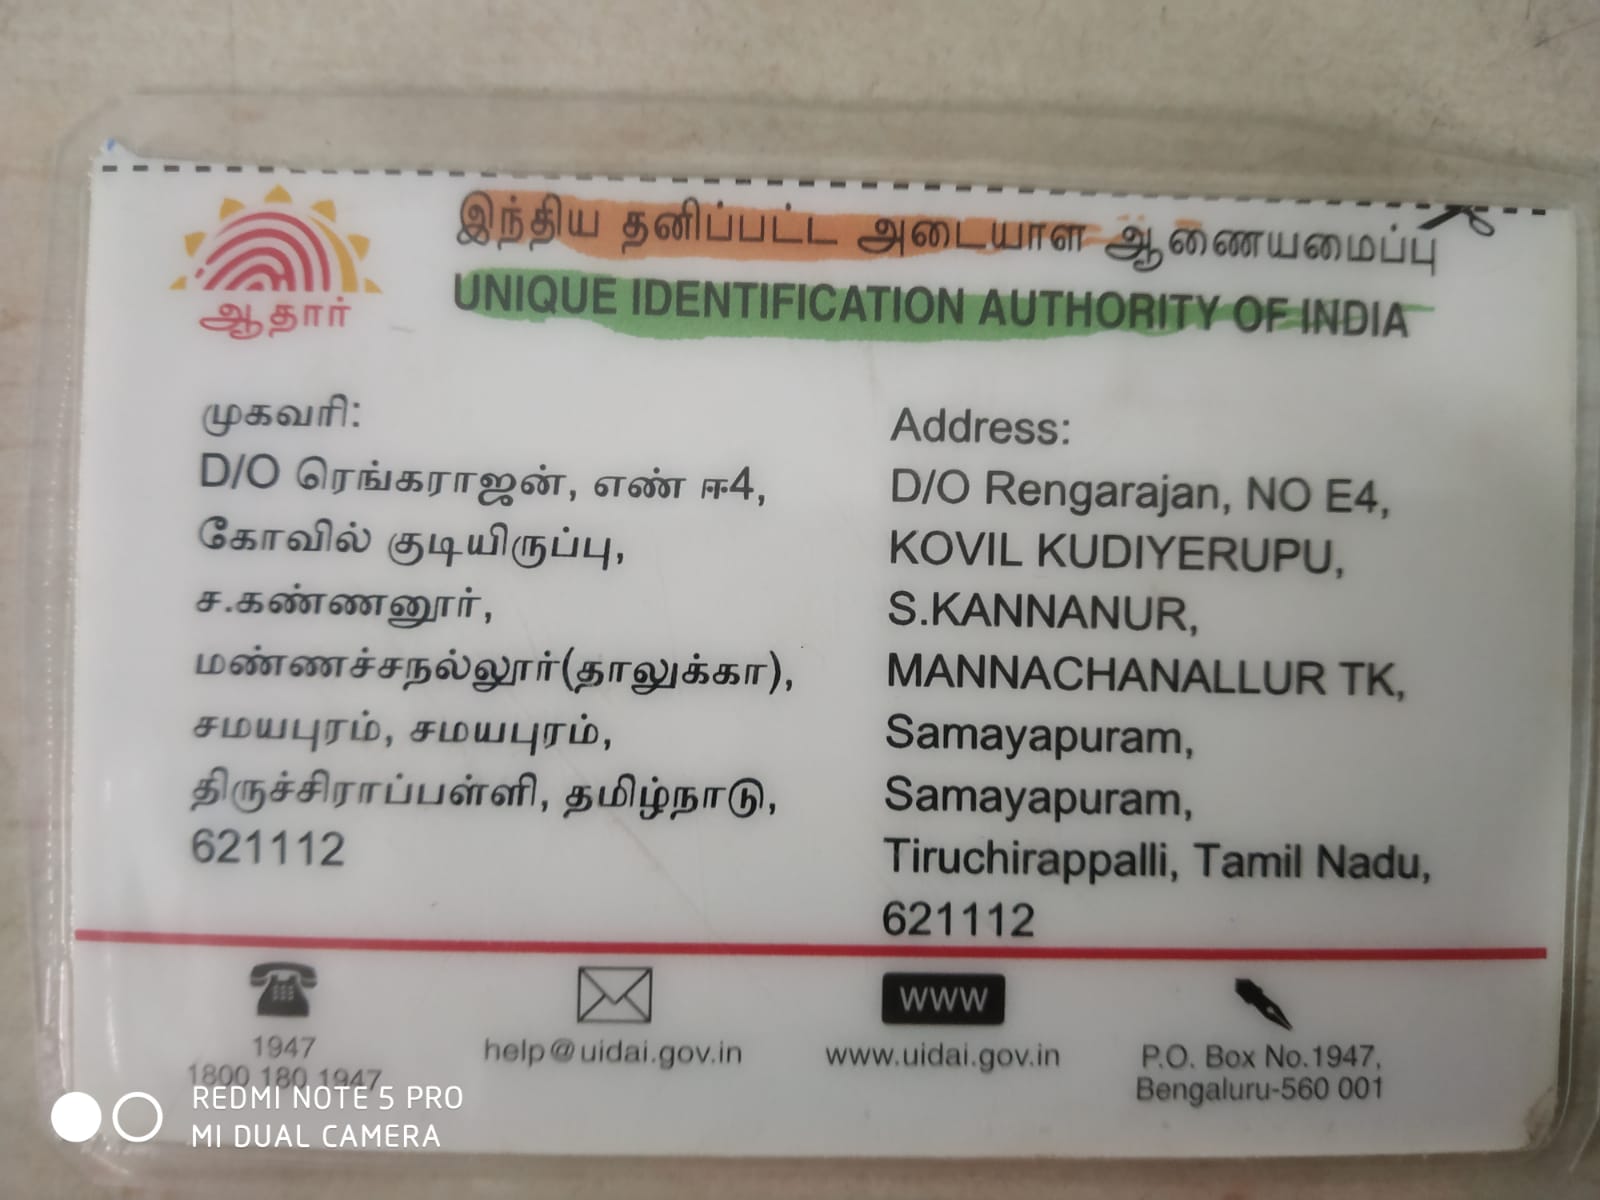 ஆதார்
இந்திய தனிப்பட்ட அடையாள ஆணையமைப்பு
UNIQUE IDENTIFICATION AUTHORITY OF INDIA
முகவரி:
D/O ரெங்கராஜன், எண் ஈ4,
கோவில் குடியிருப்பு,
ச.கண்ணனூர்,
மண்ணச்சநல்லூர்(தாலுக்கா),
சமயபுரம், சமயபுரம்,
திருச்சிராப்பள்ளி, தமிழ்நாடு,
621112
Address:
D/O Rengarajan, NO E4,
KOVIL KUDIYERUPU,
S.KANNANUR,
MANNACHANALLUR TK,
Samayapuram,
Samayapuram,
Tiruchirappalli, Tamil Nadu,
621112
1947
1800 180 1947
help@uidai.gov.in
www
www.uidai.gov.in
P.O. Box No.1947,
Bengaluru-560 001
REDMI NOTE 5 PRO
MI DUAL CAMERA